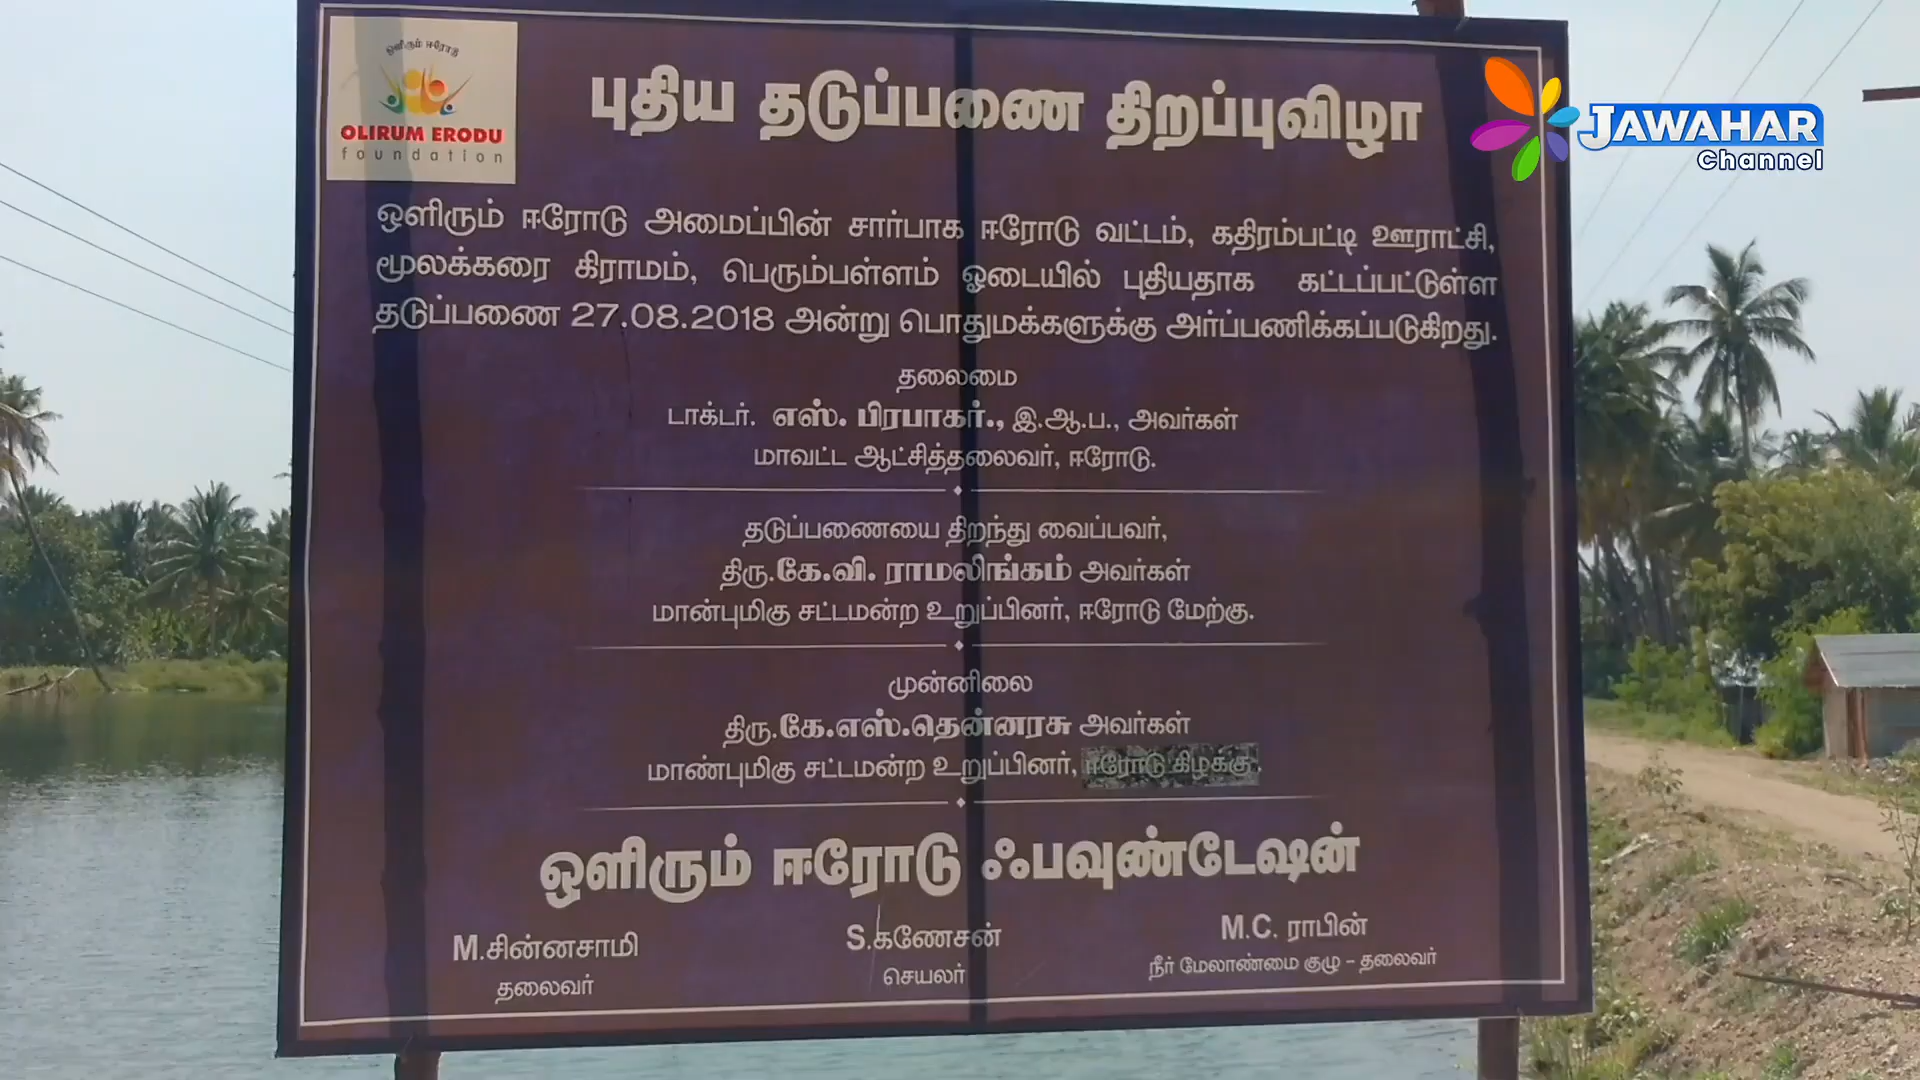 ஒளிரும் ஈரோடு
OLIRUM ERODU
foundation
புதிய தடுப்பணை திறப்புவிழா
JAWAHAR
Channel
ஒளிரும் ஈரோடு அமைப்பின் சார்பாக ஈரோடு வட்டம், கதிரம்பட்டி ஊராட்சி,
மூலக்கரை கிராமம், பெரும்பள்ளம் ஓடையில் புதியதாக கட்டப்பட்டுள்ள
தடுப்பணை 27.08.2018 அன்று பொதுமக்களுக்கு அர்ப்பணிக்கப்படுகிறது.
தலைமை
டாக்டர். எஸ். பிரபாகர்., இ.ஆ.ப., அவர்கள்
மாவட்ட ஆட்சித்தலைவர், ஈரோடு.
தடுப்பணையை திறந்து வைப்பவர்,
திரு.கே.வி. ராமலிங்கம் அவர்கள்
மான்புமிகு சட்டமன்ற உறுப்பினர், ஈரோடு மேற்கு.
முன்னிலை
திரு.கே.எஸ்.தென்னரசு அவர்கள்
மாண்புமிகு சட்டமன்ற உறுப்பினர், ஈரோடு கிழக்கு.
ஒளிரும் ஈரோடு ஃபவுண்டேஷன்
M.சின்னசாமி
தலைவர்
S.கணேசன்
செயலர்
M.C. ராபின்
நீர் மேலாண்மை குழு – தலைவர்